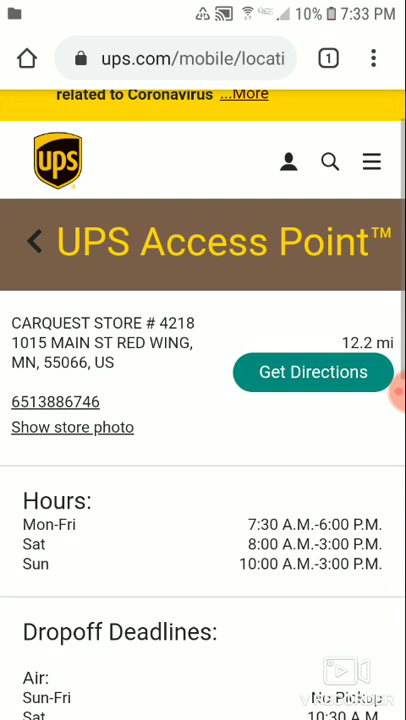 10% 7:33 PM
ups.com/mobile/locati
1
related to Coronavirus ...More
ups
UPS Access Point™
CARQUEST STORE # 4218
1015 MAIN ST RED WING,
MN, 55066, US
12.2 mi
Get Directions
6513886746
Show store photo
Hours:
Mon-Fri 7:30 A.M.-6:00 P.M.
Sat 8:00 A.M.-3:00 P.M.
Sun 10:00 A.M.-3:00 P.M.
Dropoff Deadlines:
Air:
Sun-Fri No Pickup
Sat 10:30 A.M.
V RECORDER